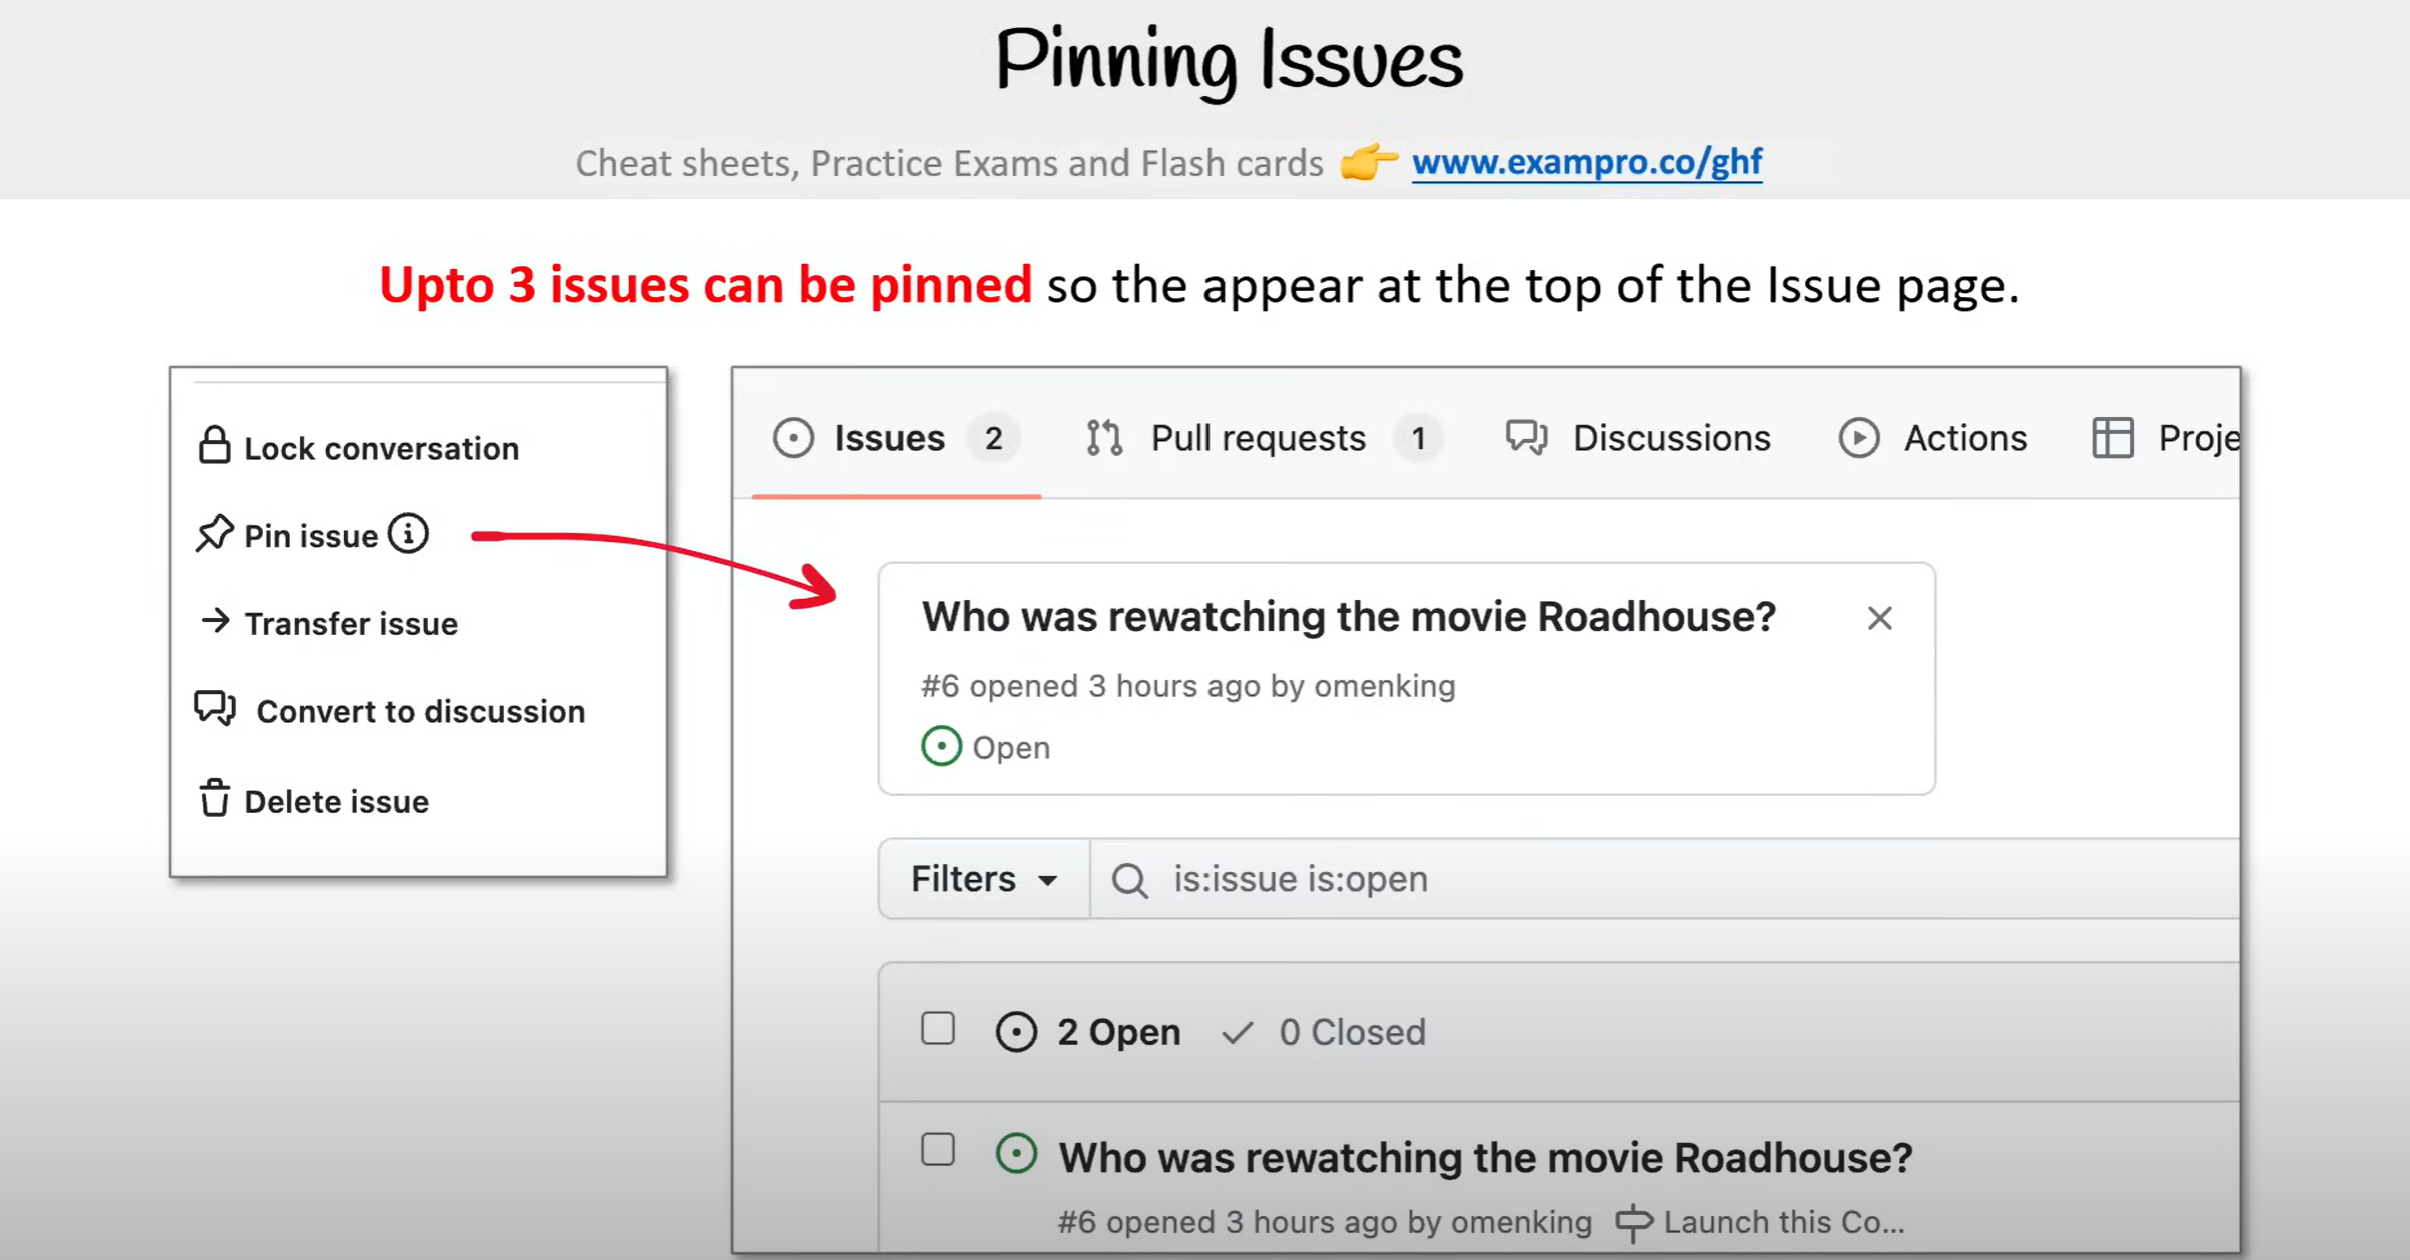 Pinning Issues
Cheat sheets, Practice Exams and Flash cards 👉 www.exampro.co/ghf
Upto 3 issues can be pinned so the appear at the top of the Issue page.
Lock conversation
Pin issue
Transfer issue
Convert to discussion
Delete issue
Issues 2 Pull requests 1 Discussions Actions Proje
Who was rewatching the movie Roadhouse?
#6 opened 3 hours ago by omenking
Open
Filters is:issue is:open
2 Open 0 Closed
Who was rewatching the movie Roadhouse?
#6 opened 3 hours ago by omenking Launch this Co...